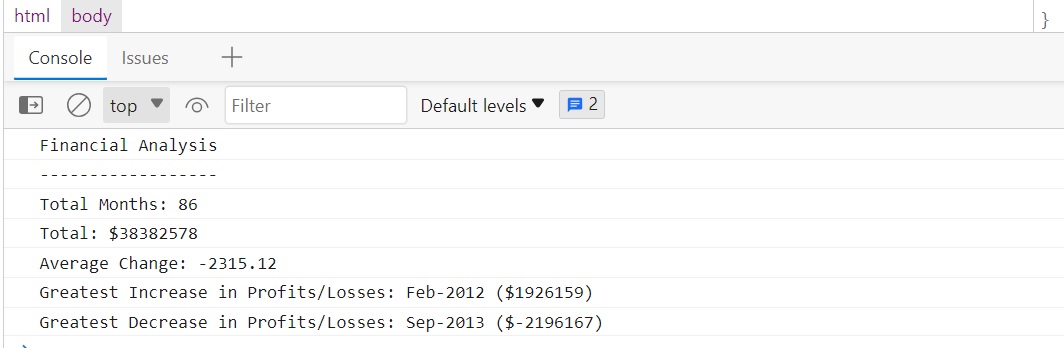 html body }
Console Issues
top Filter Default levels 2
Financial Analysis
------------------
Total Months: 86
Total: $38382578
Average Change: -2315.12
Greatest Increase in Profits/Losses: Feb-2012 ($1926159)
Greatest Decrease in Profits/Losses: Sep-2013 ($-2196167)